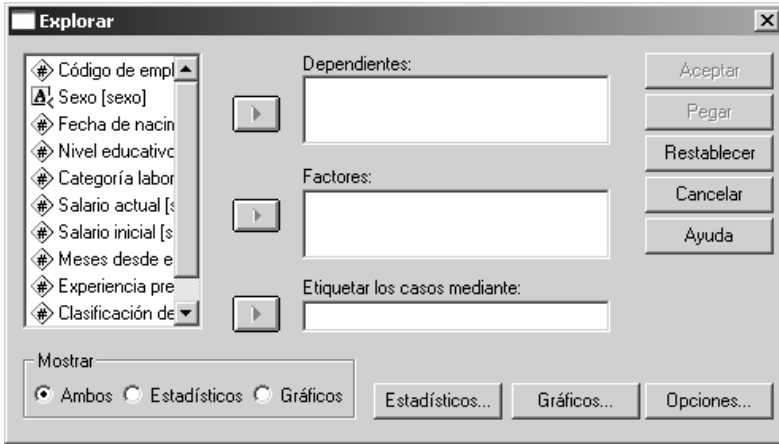 Explorar
Código de empl
Sexo [sexo]
Fecha de nacin
Nivel educativo
Categoría labor
Salario actual [s
Salario inicial [s
Meses desde e
Experiencia pre
Clasificación de
Dependientes:
Factores:
Etiquetar los casos mediante:
Aceptar
Pegar
Restablecer
Cancelar
Ayuda
Mostrar
Ambos Estadísticos Gráficos
Estadísticos... Gráficos... Opciones...